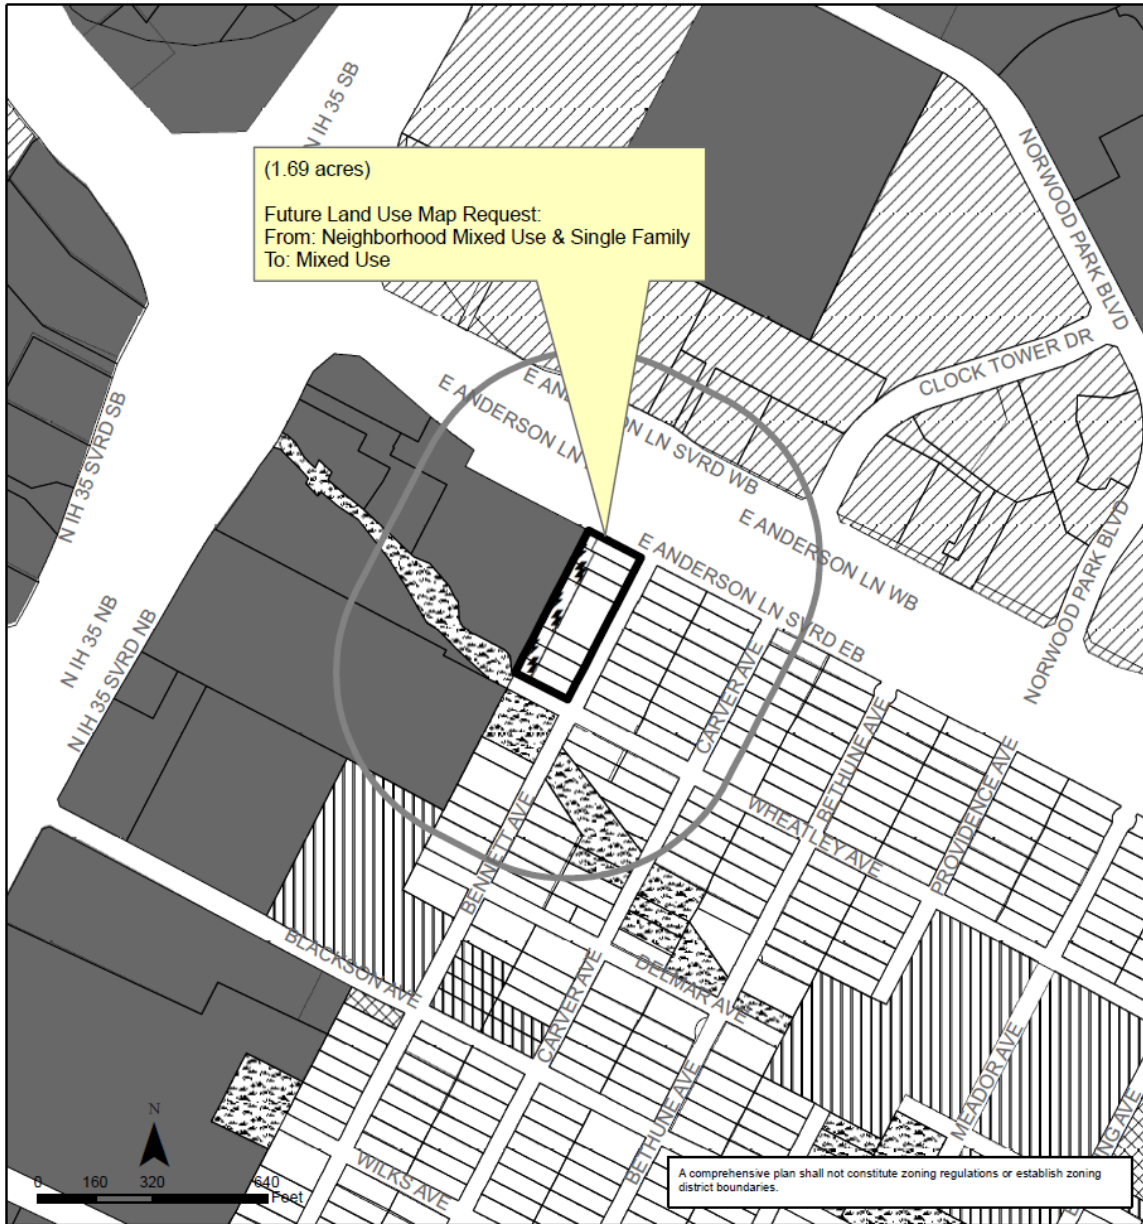 N IH 35 SB
NORWOOD PARK BLVD
(1.69 acres)
Future Land Use Map Request:
From: Neighborhood Mixed Use & Single Family
To: Mixed Use
CLOCK TOWER DR
N IH 35 SVRD SB
E ANDERSON LN SVRD WB
E ANDERSON LN
E ANDERSON LN WB
E ANDERSON LN SVRD EB
NORWOOD PARK BLVD
N IH 35 NB
N IH 35 SVRD NB
CARVER AVE
BETHUNE AVE
WHEATLEY AVE
PROVIDENCE AVE
BENNETT AVE
BLACKSON AVE
DELMAR AVE
CARVER AVE
BETHUNE AVE
MEADOR AVE
NG AVE
WILKS AVE
N
0 160 320 640
Feet
A comprehensive plan shall not constitute zoning regulations or establish zoning
district boundaries.